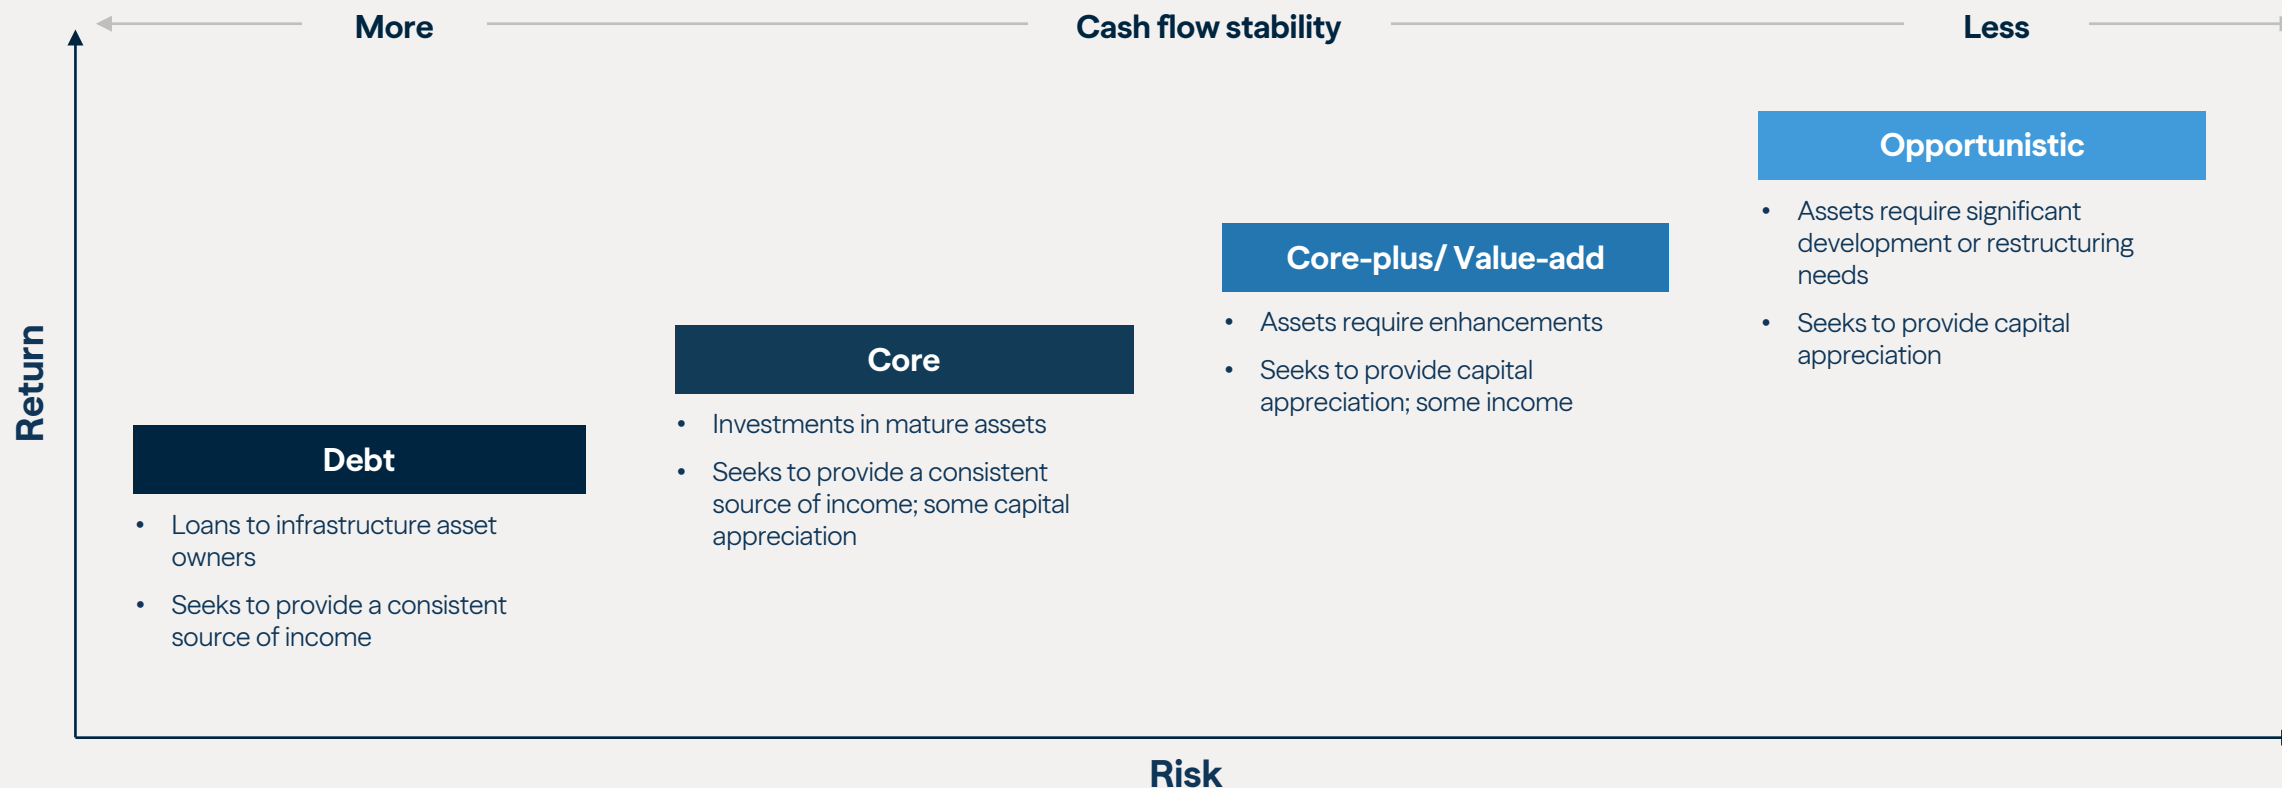 More
Cash flow stability
Less
Return
Debt
• Loans to infrastructure asset
owners
• Seeks to provide a consistent
source of income
Core
• Investments in mature assets
• Seeks to provide a consistent
source of income; some capital
appreciation
Core-plus/ Value-add
• Assets require enhancements
• Seeks to provide capital
appreciation; some income
Opportunistic
• Assets require significant
development or restructuring
needs
• Seeks to provide capital
appreciation
Risk